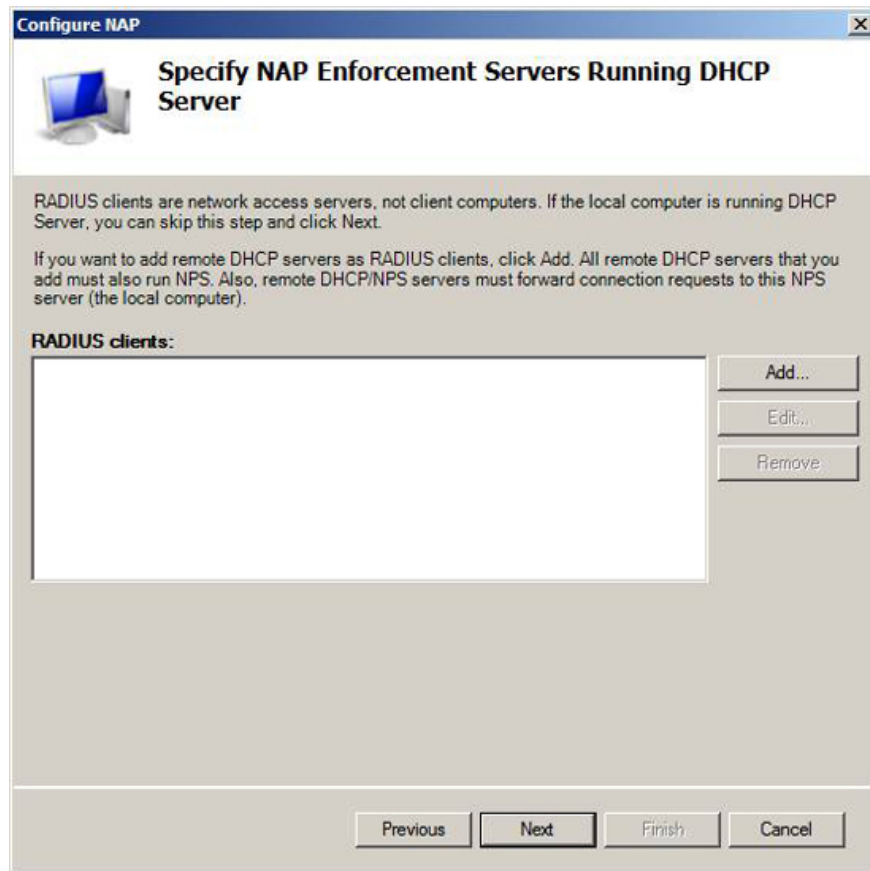 Configure NAP
Specify NAP Enforcement Servers Running DHCP
Server
RADIUS clients are network access servers, not client computers. If the local computer is running DHCP
Server, you can skip this step and click Next.
If you want to add remote DHCP servers as RADIUS clients, click Add. All remote DHCP servers that you
add must also run NPS. Also, remote DHCP/NPS servers must forward connection requests to this NPS
server (the local computer).
RADIUS clients:
Add...
Edit...
Remove
Previous
Next
Finish
Cancel